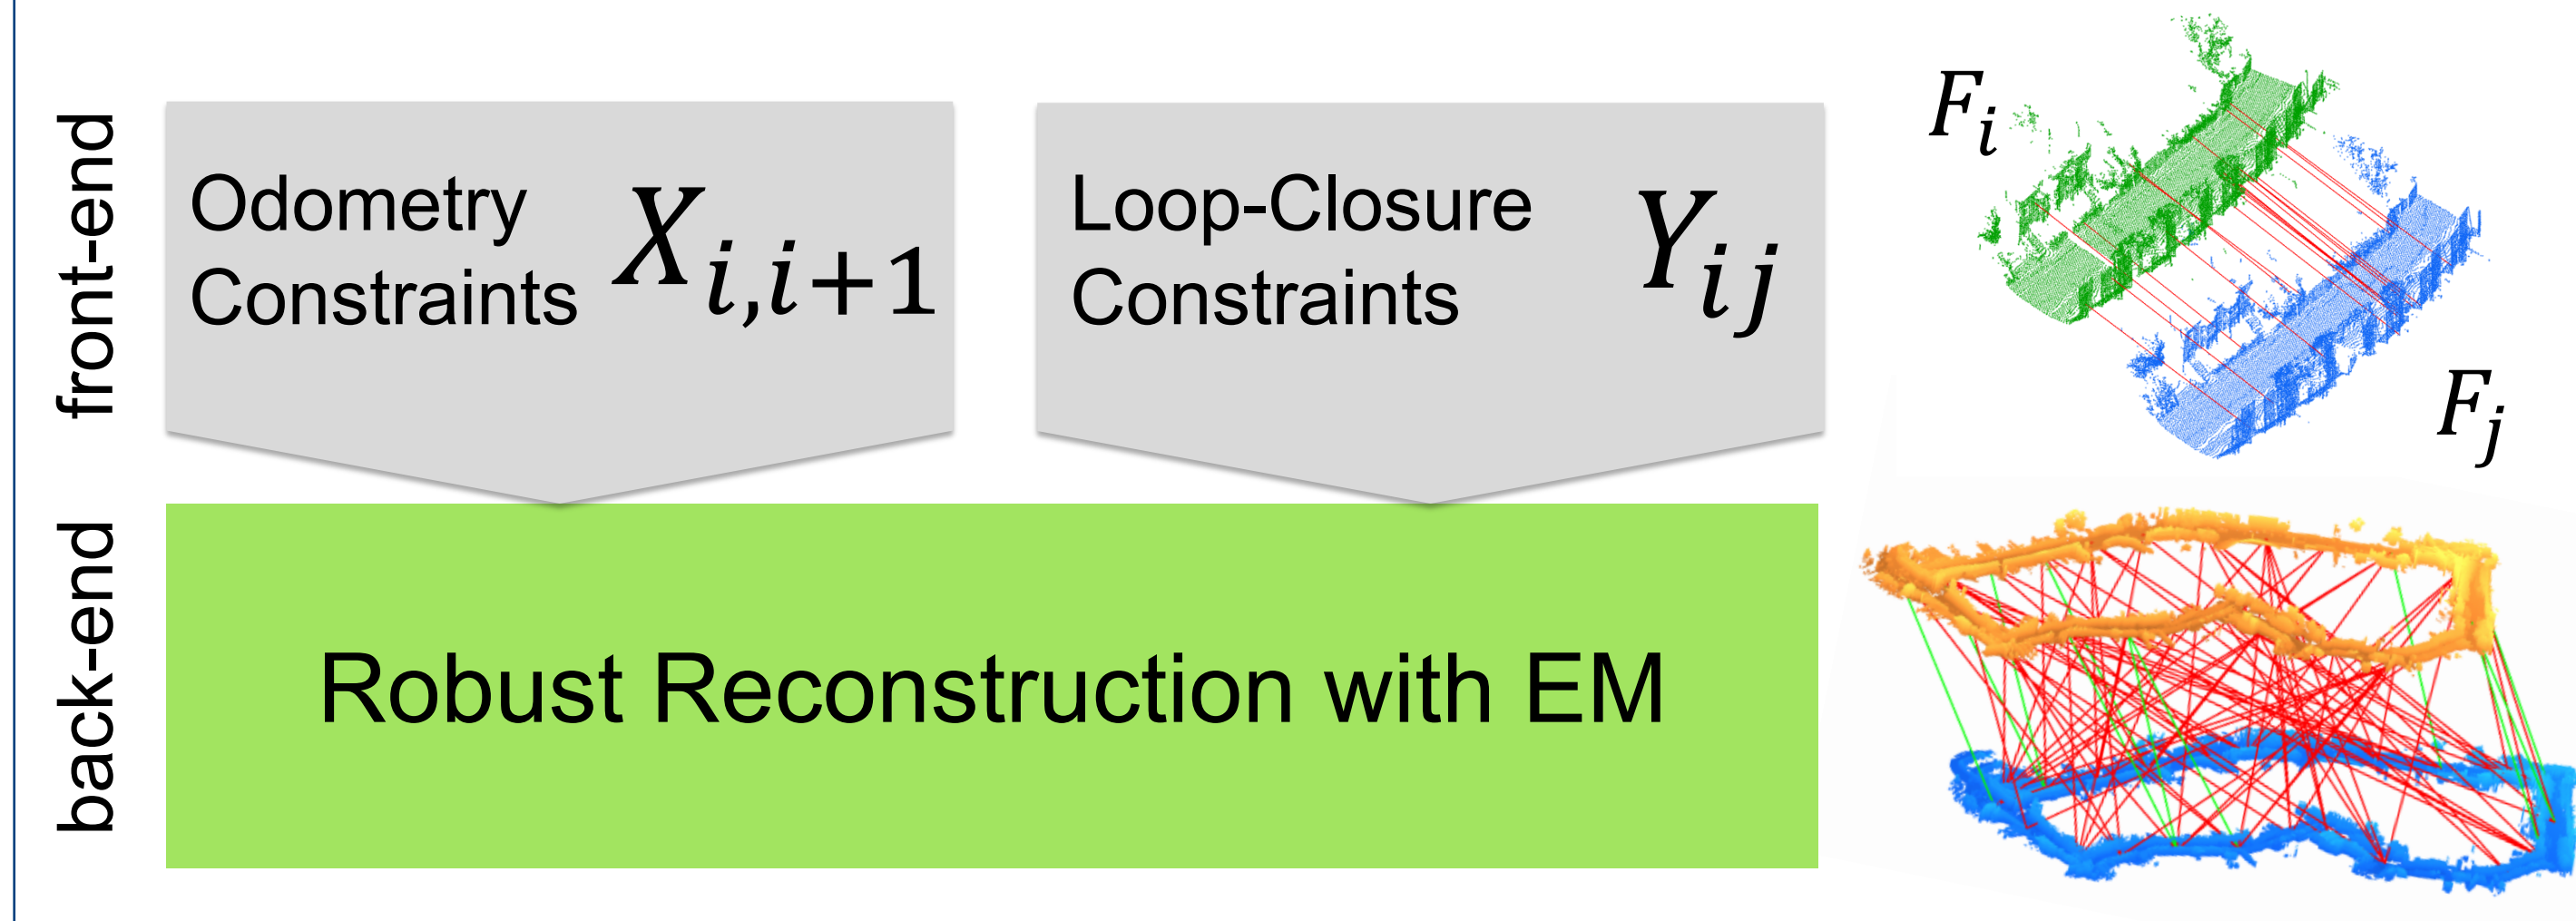 front-end
Odometry
Constraints
X_{i,i+1}
Loop-Closure
Constraints
Y_{ij}
F_i
F_j
back-end
Robust Reconstruction with EM